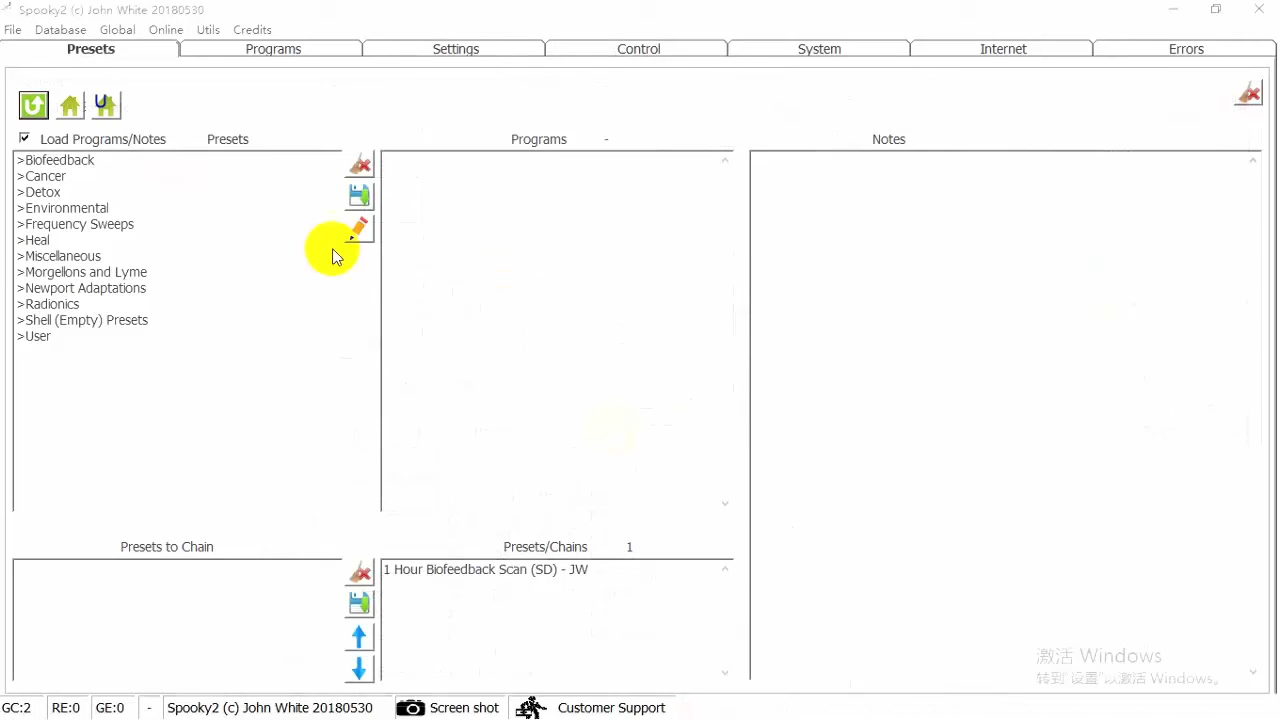 Spooky2 (c) John White 20180530
File Database Global Online Utils Credits
Presets Programs Settings Control System Internet Errors
Load Programs/Notes Presets Programs - Notes
>Biofeedback
>Cancer
>Detox
>Environmental
>Frequency Sweeps
>Heal
>Miscellaneous
>Morgellons and Lyme
>Newport Adaptations
>Radionics
>Shell (Empty) Presets
>User
Presets to Chain Presets/Chains 1
1 Hour Biofeedback Scan (SD) - JW
激活 Windows
转到"设置"以激活 Windows。
GC:2 RE:0 GE:0 - Spooky2 (c) John White 20180530 Screen shot Customer Support